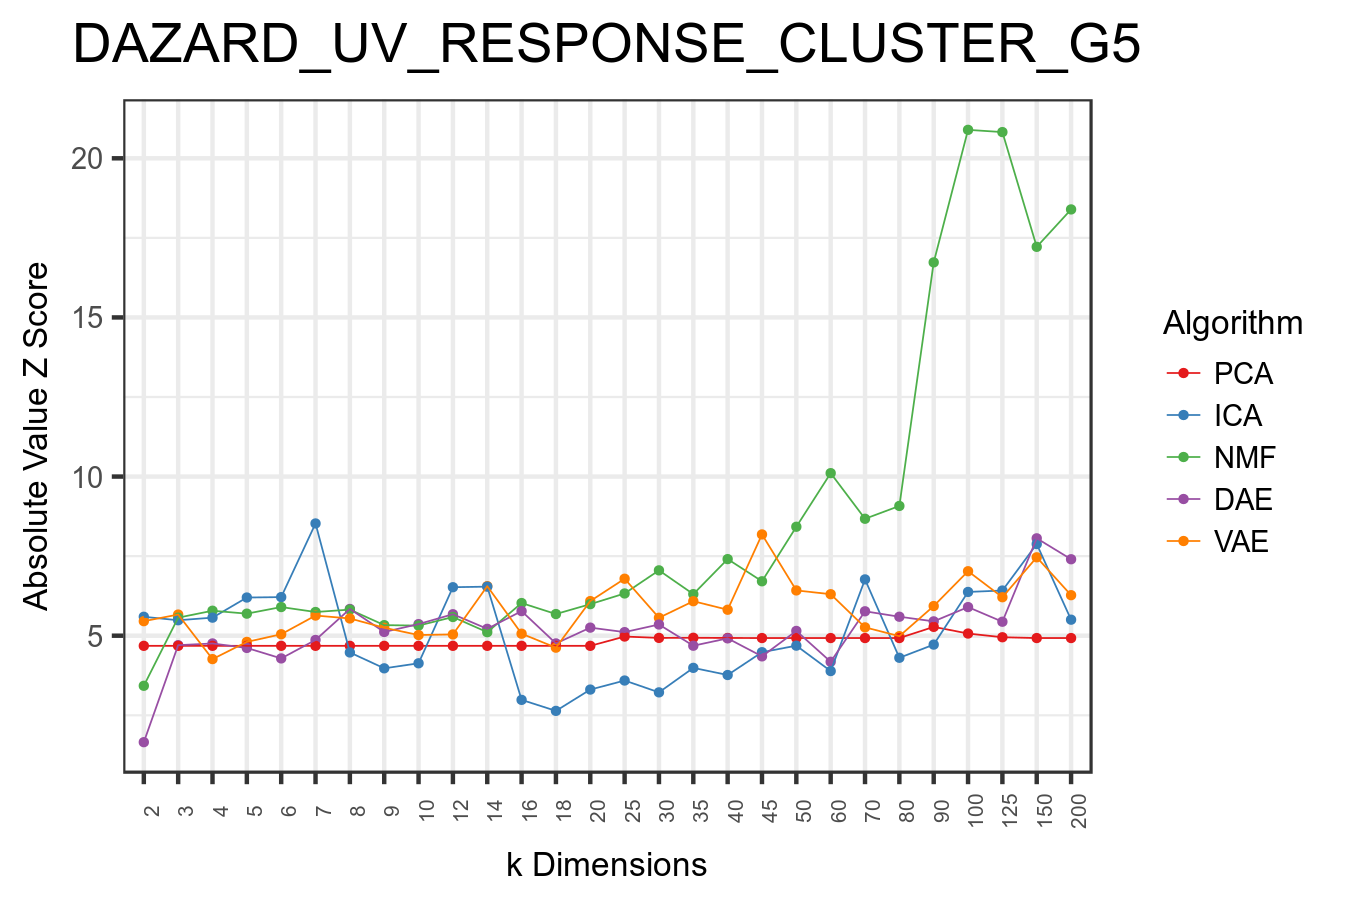 DAZARD_UV_RESPONSE_CLUSTER_G5
Absolute Value Z Score
20
15
10
5
2 3 4 5 6 7 8 9 10 12 14 16 18 20 25 30 35 40 45 50 60 70 80 90 100 125 150 200
k Dimensions
Algorithm
PCA
ICA
NMF
DAE
VAE